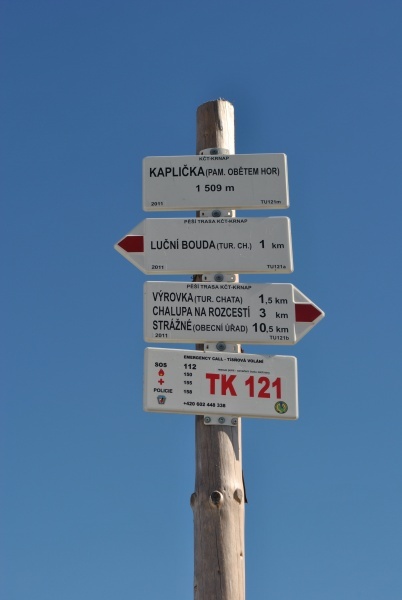 KČT-KRNAP
KAPLIČKA (PAM. OBĚTEM HOR)
1 509 m
2011 TU121m
PĚŠÍ TRASA KČT-KRNAP
LUČNÍ BOUDA (TUR. CH.) 1 km
2011 TU121a
PĚŠÍ TRASA KČT-KRNAP
VÝROVKA (TUR. CHATA) 1,5 km
CHALUPA NA ROZCESTÍ 3 km
STRÁŽNÉ (OBECNÍ ÚŘAD) 10,5 km
2011 TU121b
EMERGENCY CALL - TISŇOVÉ VOLÁNÍ
SOS 112
150
155
POLICIE 158
TK 121
+420 602 448 338